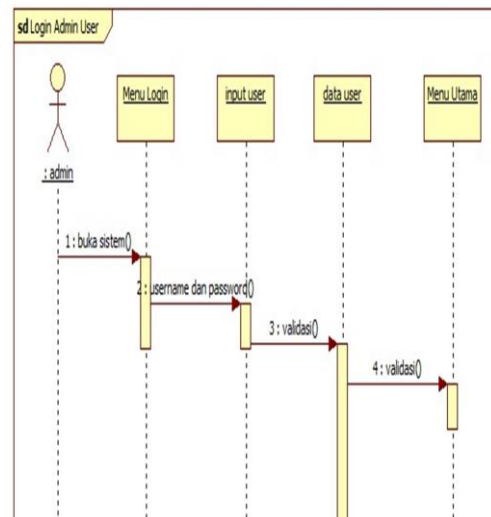 sd Login Admin User
Menu Login
input user
data user
Menu Utama
: admin
1 : buka sistem()
2 : username dan password()
3 : validasi()
4 : validasi()